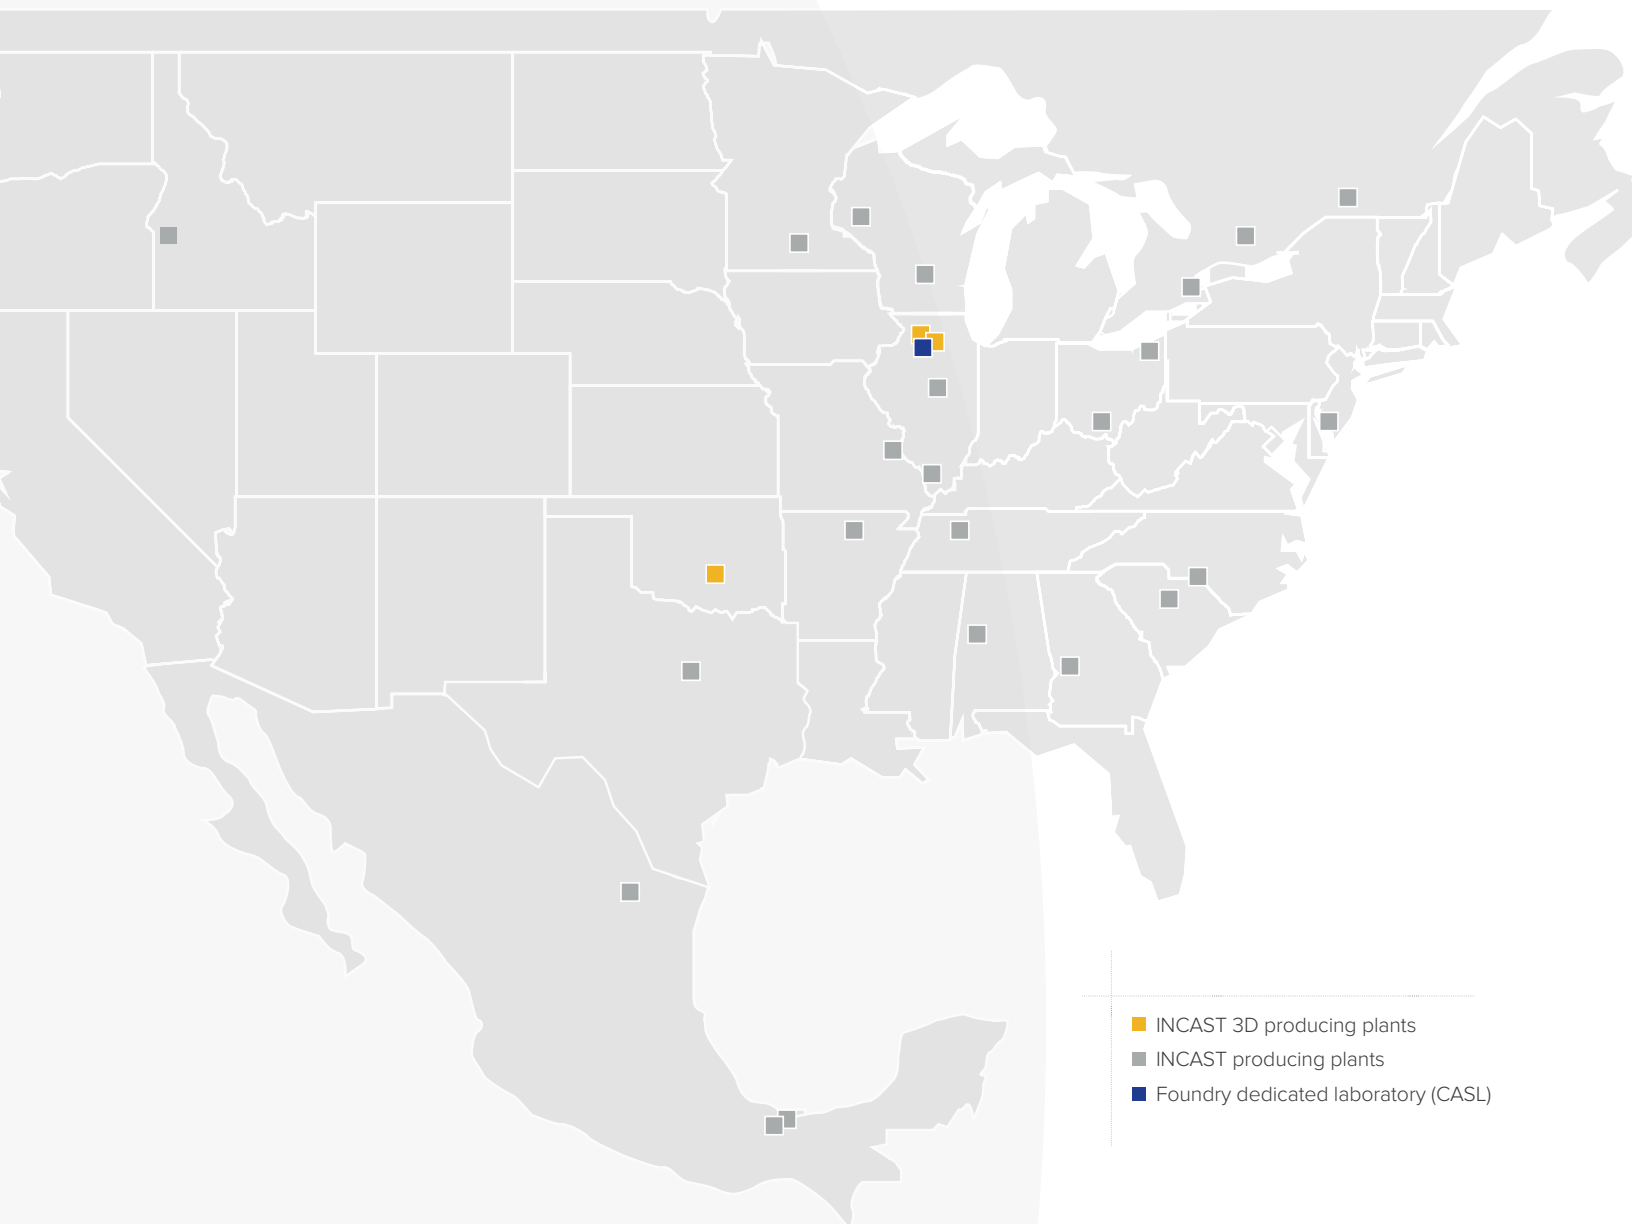 INCAST 3D producing plants
INCAST producing plants
Foundry dedicated laboratory (CASL)